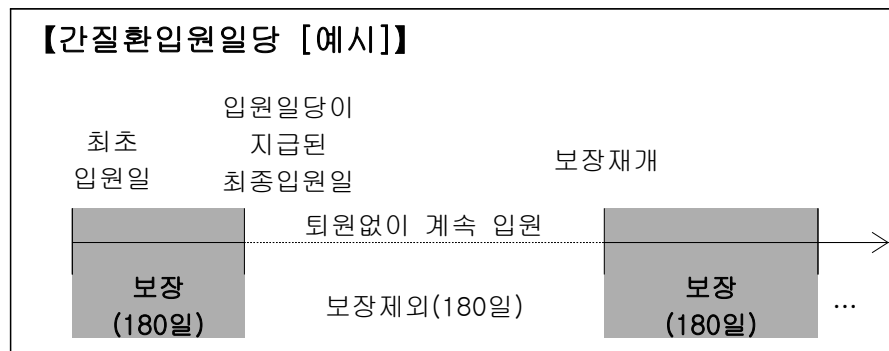 【간질환입원일당 [예시]】
최초
입원일
입원일당이
지급된
최종입원일
보장재개
퇴원없이 계속 입원
보장
(180일)
보장제외(180일)
보장
(180일)
...